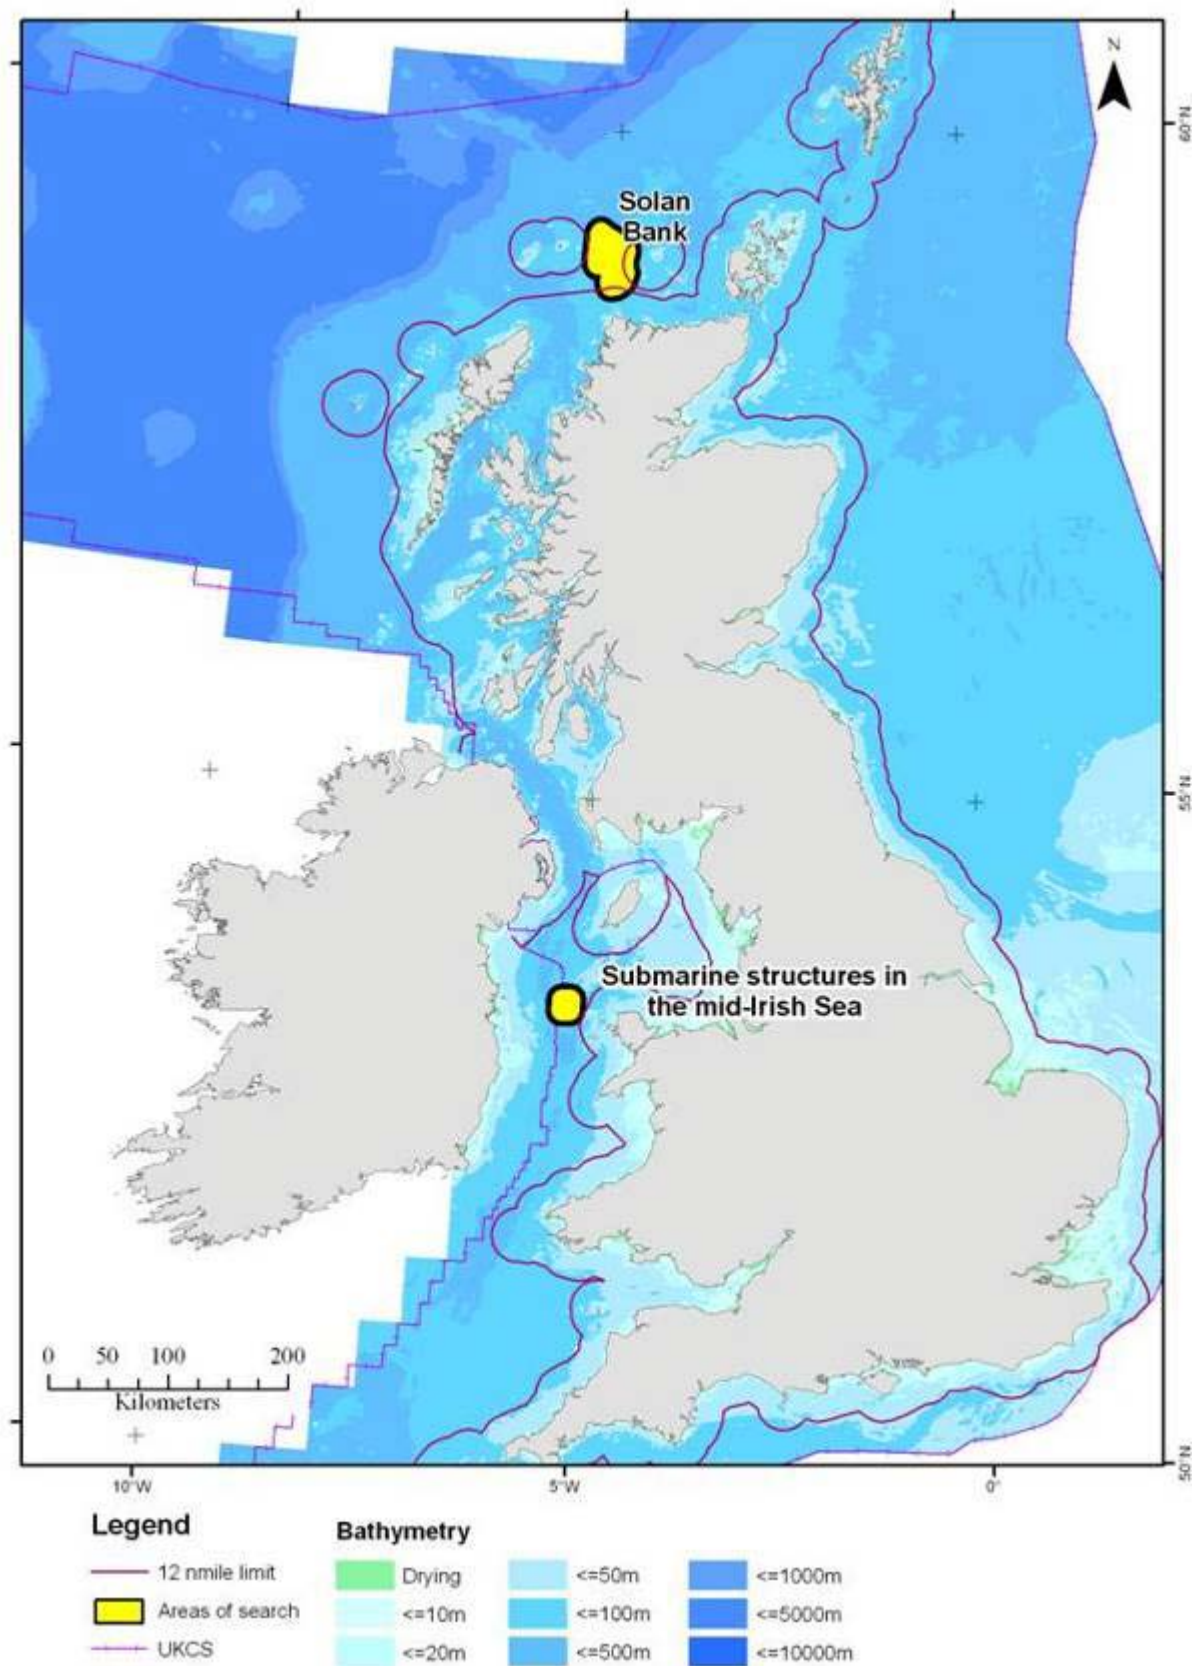 N
60°N
Solan
Bank
55°N
Submarine structures in
the mid-Irish Sea
0 50 100 200
Kilometers
50°N
10°W 5°W 0°
Legend
12 nmile limit
Areas of search
UKCS
Bathymetry
Drying
<=10m
<=20m
<=50m
<=100m
<=500m
<=1000m
<=5000m
<=10000m